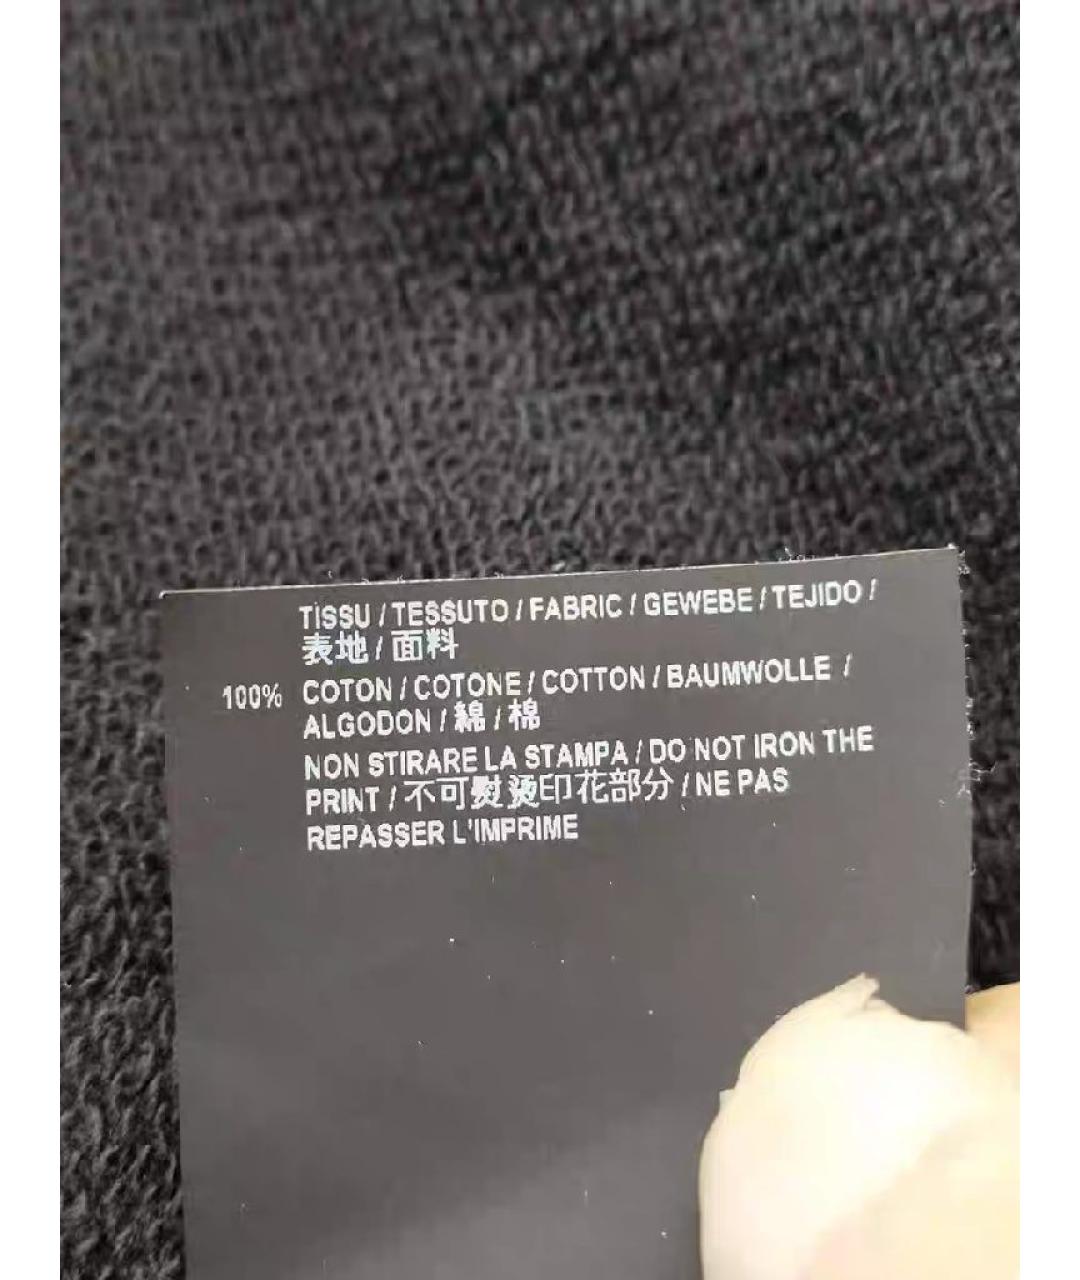 TISSU / TESSUTO / FABRIC / GEWEBE / TEJIDO /
表地 / 面料
100% COTON / COTONE / COTTON / BAUMWOLLE /
ALGODON / 綿 / 棉
NON STIRARE LA STAMPA / DO NOT IRON THE
PRINT / 不可熨烫印花部分 / NE PAS
REPASSER L'IMPRIME